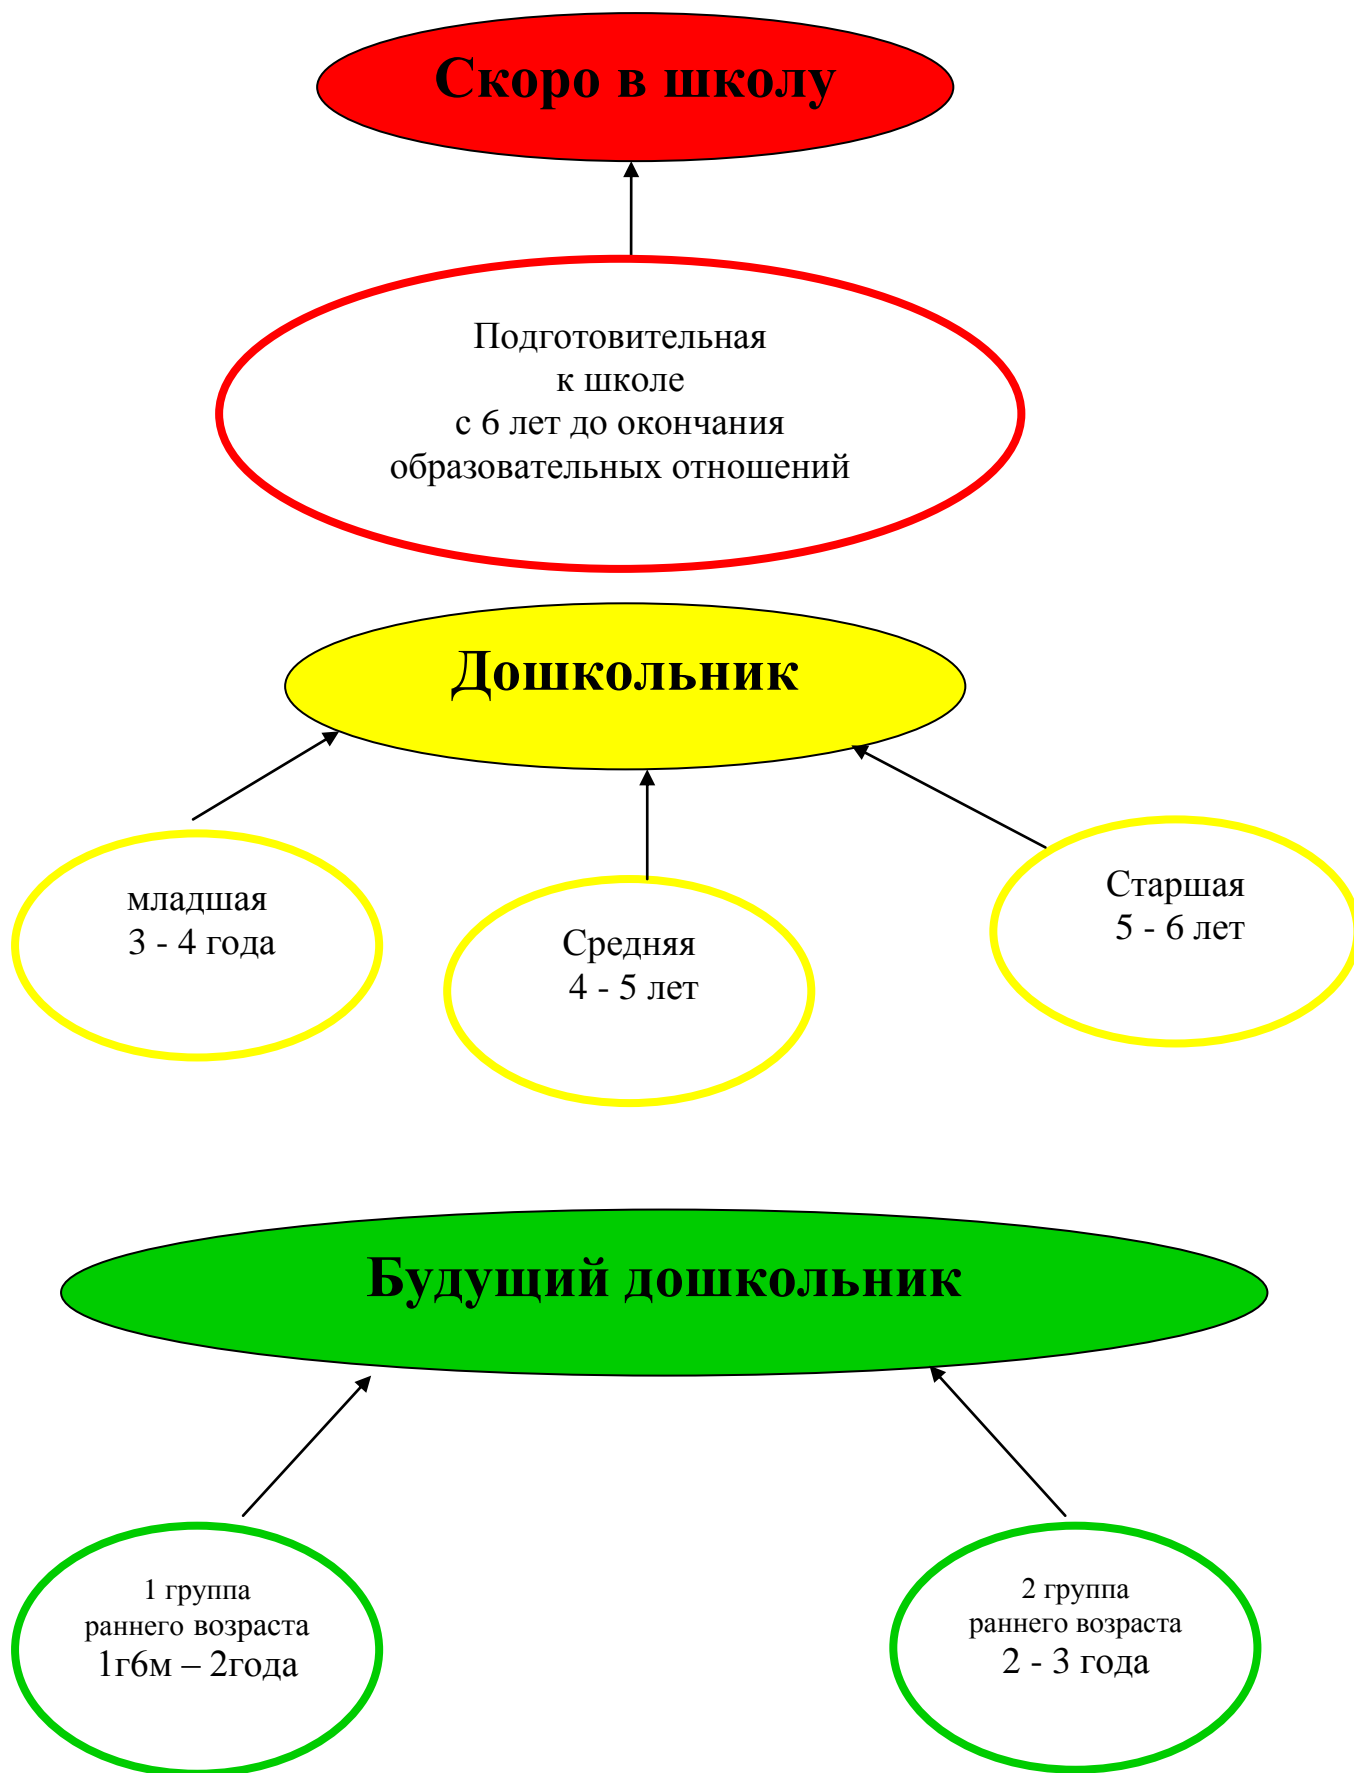 Скоро в школу
Подготовительная
к школе
с 6 лет до окончания
образовательных отношений
Дошкольник
младшая
3 - 4 года
Средняя
4 - 5 лет
Старшая
5 - 6 лет
Будущий дошкольник
1 группа
раннего возраста
1г6м – 2года
2 группа
раннего возраста
2 - 3 года